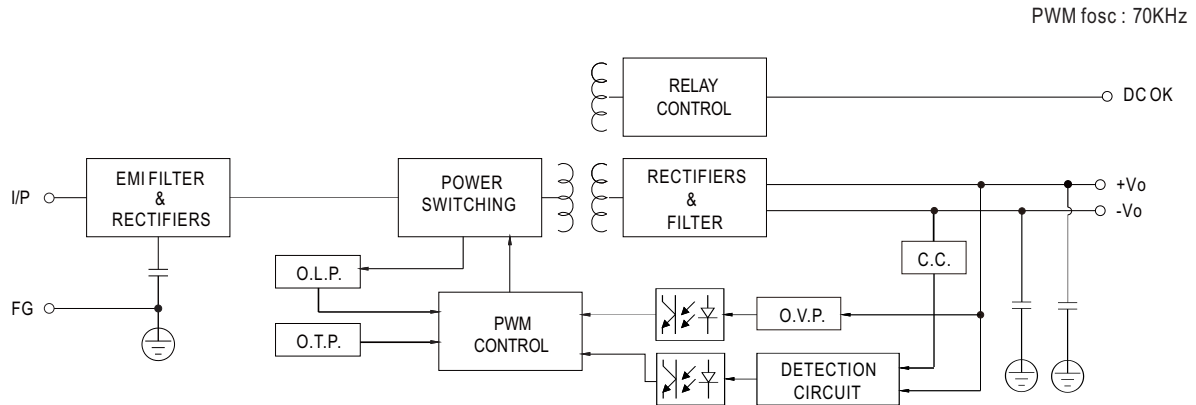 PWM fosc : 70KHz
RELAY
CONTROL
DC OK
I/P
EMI FILTER
&
RECTIFIERS
POWER
SWITCHING
RECTIFIERS
&
FILTER
+Vo
-Vo
C.C.
O.L.P.
FG
PWM
CONTROL
O.V.P.
O.T.P.
DETECTION
CIRCUIT